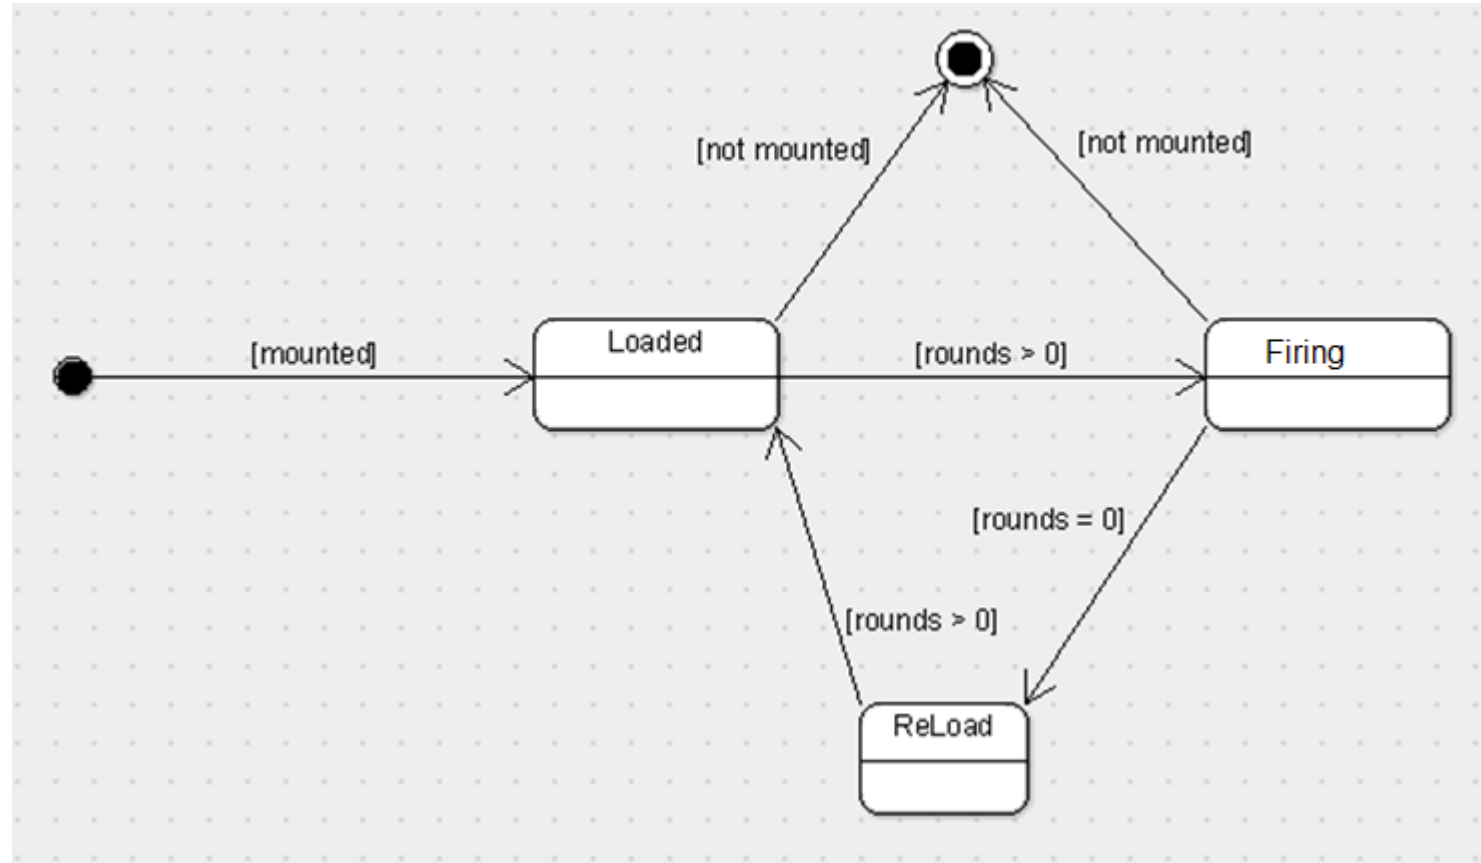 [not mounted]
[not mounted]
[mounted]
Loaded
[rounds > 0]
Firing
[rounds = 0]
[rounds > 0]
ReLoad